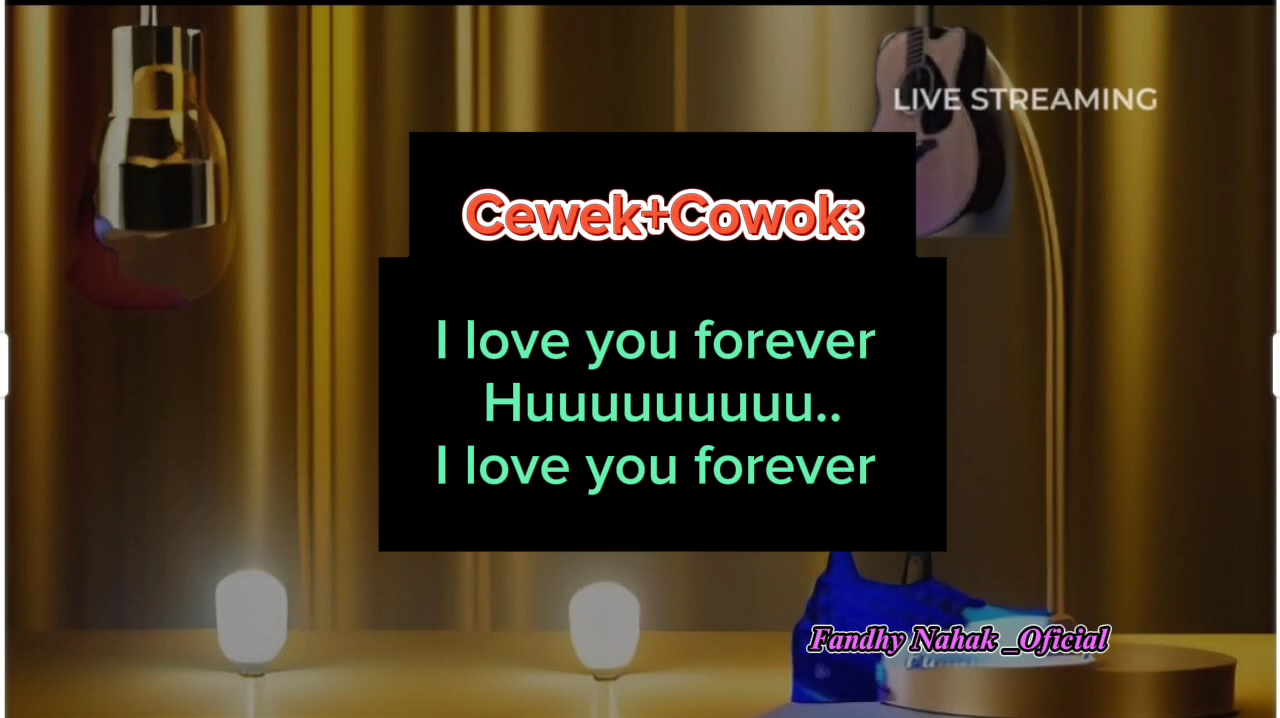 LIVE STREAMING
Cewek+Cowok:
I love you forever
Huuuuuuuuu..
I love you forever
Fandhy Nahak _Oficial